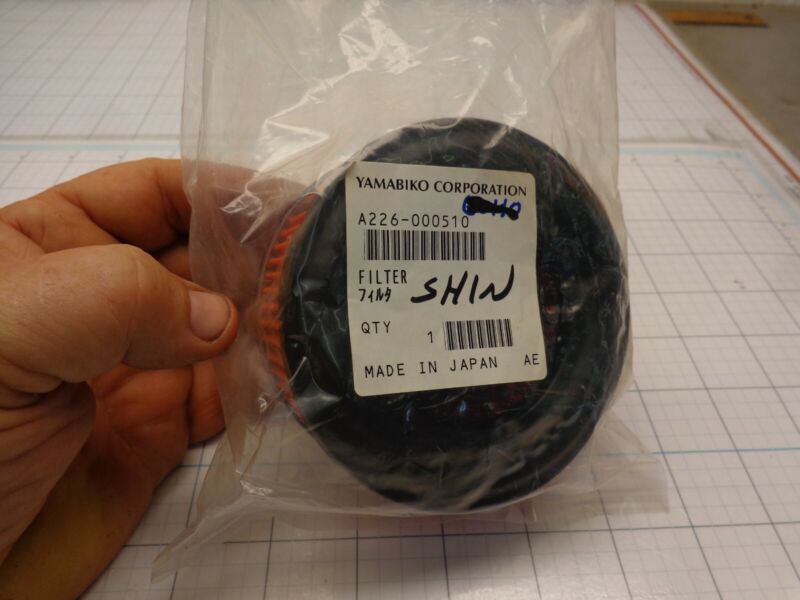 YAMABIKO CORPORATION
A226-000510
FILTER
フィルタ
SHIN
QTY 1
MADE IN JAPAN AE